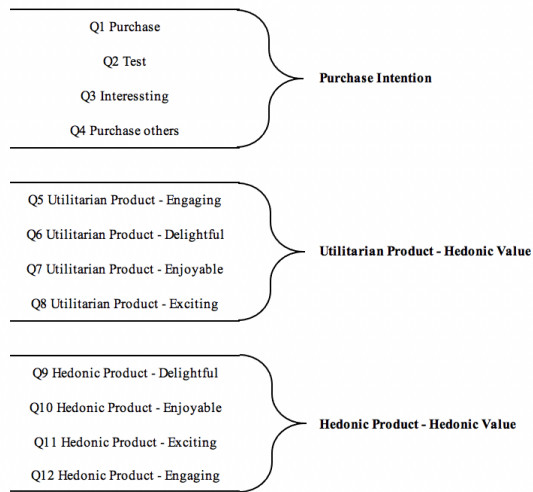 Q1 Purchase
Q2 Test
Q3 Interessting
Q4 Purchase others
Purchase Intention
Q5 Utilitarian Product - Engaging
Q6 Utilitarian Product - Delightful
Q7 Utilitarian Product - Enjoyable
Q8 Utilitarian Product - Exciting
Utilitarian Product - Hedonic Value
Q9 Hedonic Product - Delightful
Q10 Hedonic Product - Enjoyable
Q11 Hedonic Product - Exciting
Q12 Hedonic Product - Engaging
Hedonic Product - Hedonic Value